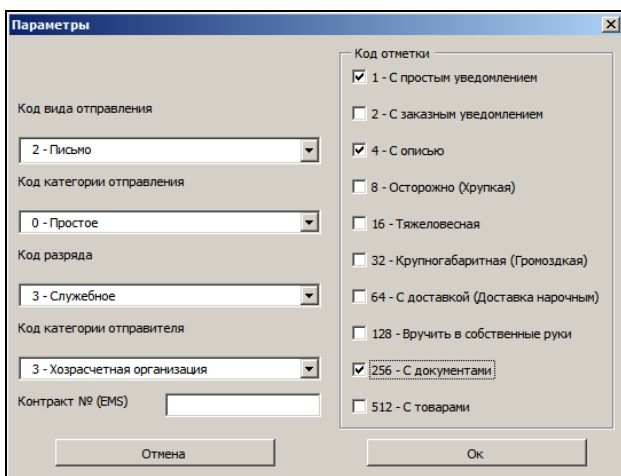 Параметры
Код вида отправления
2 - Письмо
Код категории отправления
0 - Простое
Код разряда
3 - Служебное
Код категории отправителя
3 - Хозрасчетная организация
Контракт № (EMS)
Отмена
Код отметки
1 - С простым уведомлением
2 - С заказным уведомлением
4 - С описью
8 - Осторожно (Хрупкая)
16 - Тяжеловесная
32 - Крупногабаритная (Громоздкая)
64 - С доставкой (Доставка нарочным)
128 - Вручить в собственные руки
256 - С документами
512 - С товарами
Ок